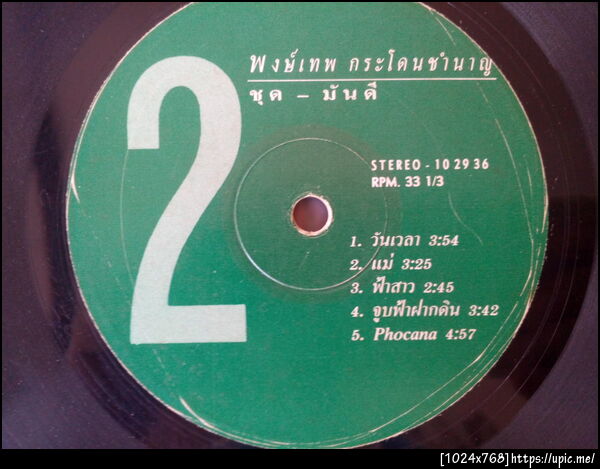 2
พงษ์เทพ กระโดนชำนาญ
ชุด - มันดี
STEREO - 10 29 36
RPM. 33 1/3
1. วันเวลา 3:54
2. แม่ 3:25
3. ฟ้าสาว 2:45
4. จูบฟ้าฝากดิน 3:42
5. Phocana 4:57
[1024x768]https://upic.me/